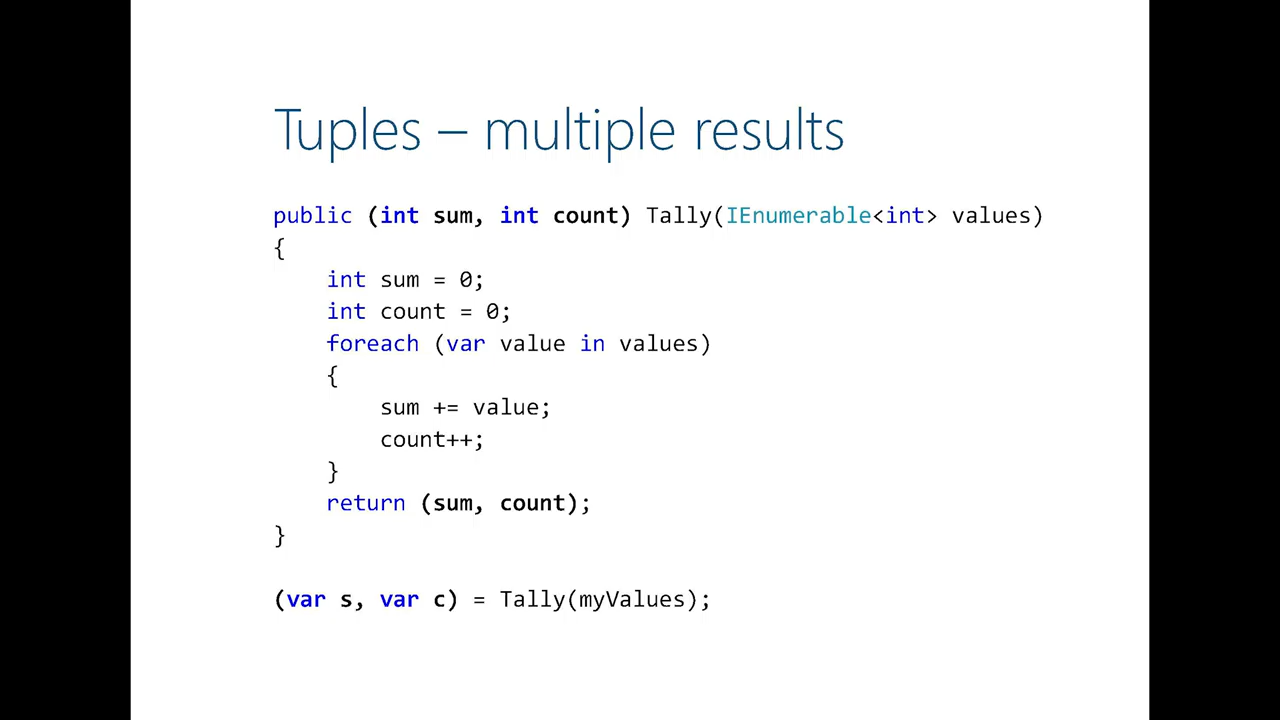 Tuples – multiple results
public (int sum, int count) Tally(IEnumerable<int> values)
{
    int sum = 0;
    int count = 0;
    foreach (var value in values)
    {
        sum += value;
        count++;
    }
    return (sum, count);
}
(var s, var c) = Tally(myValues);